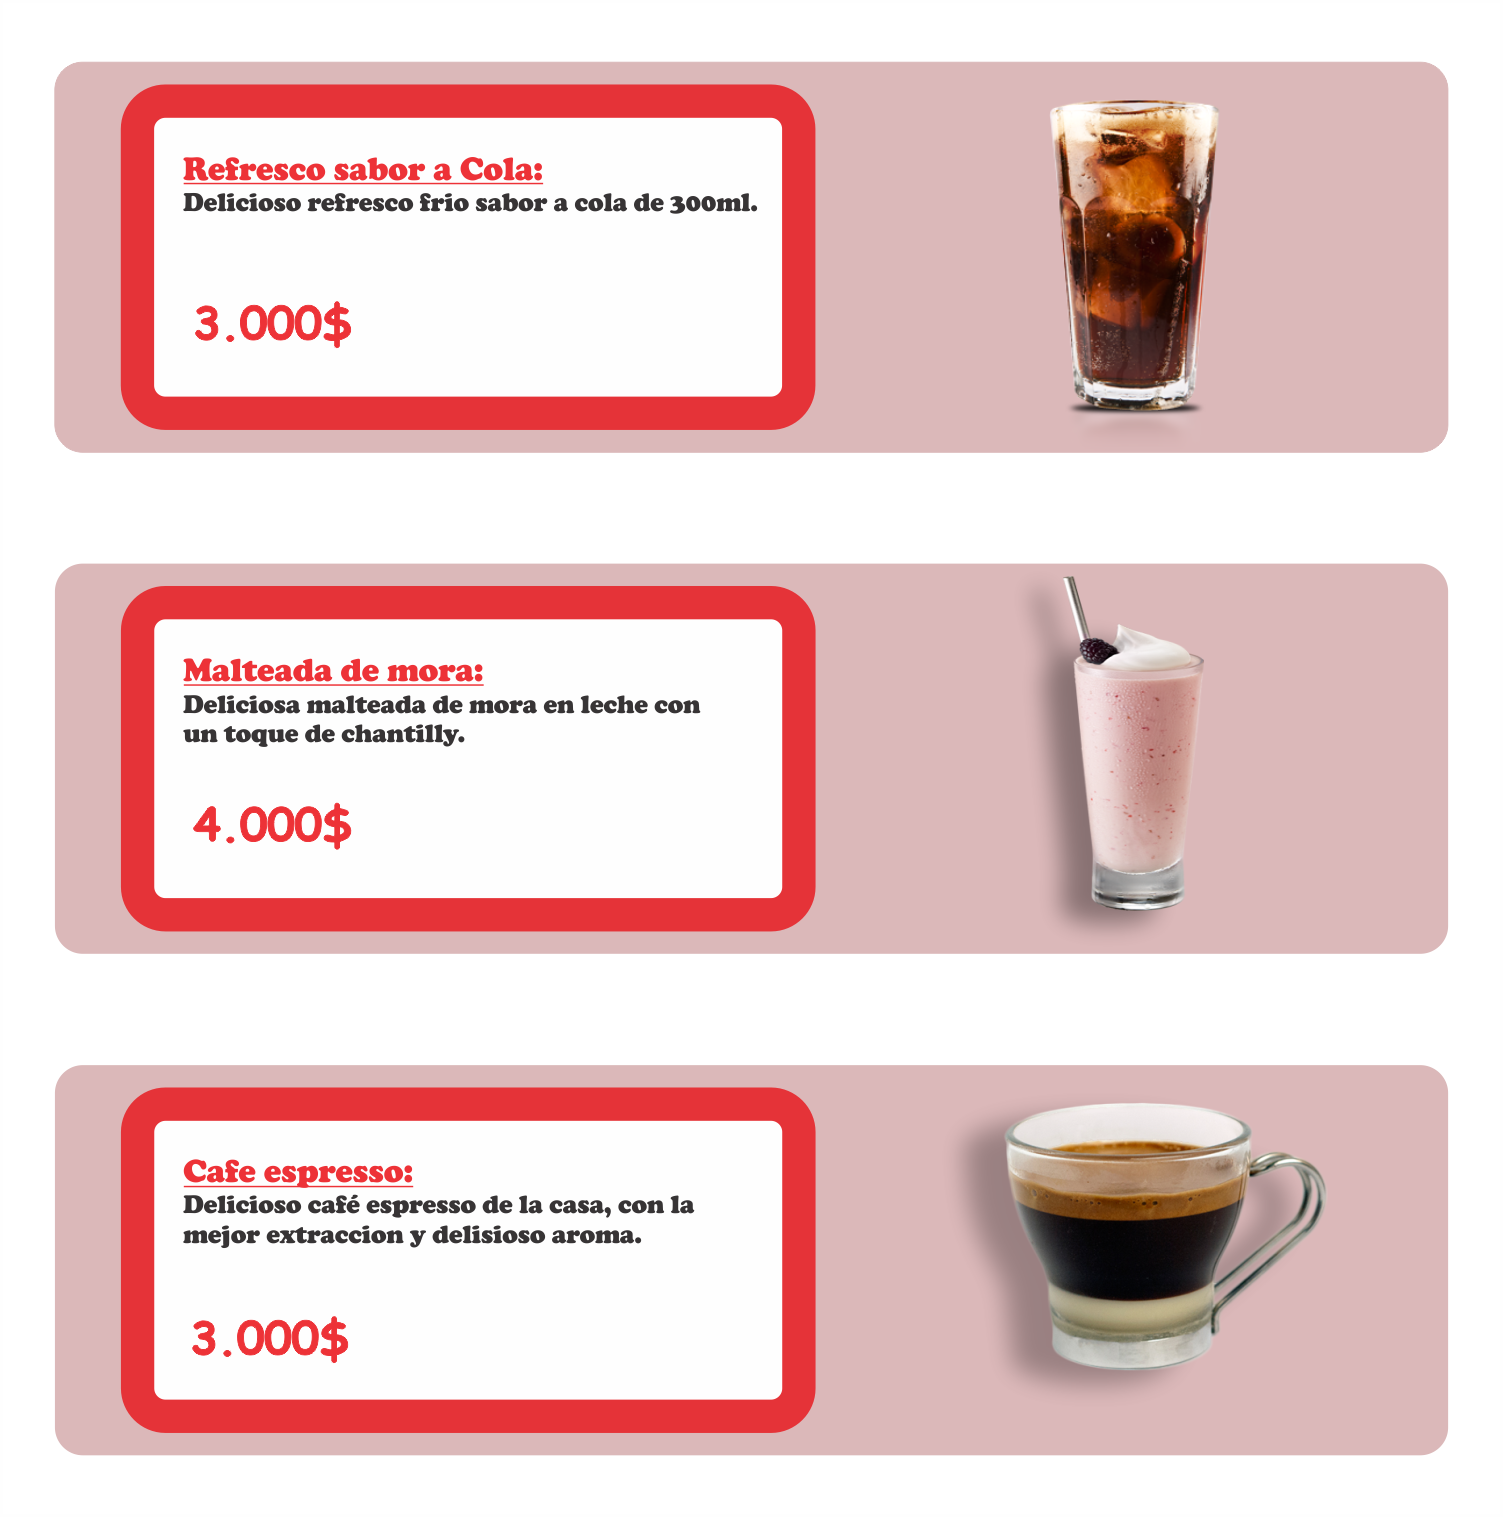 Refresco sabor a Cola:
Delicioso refresco frio sabor a cola de 300ml.
3.000$
Malteada de mora:
Deliciosa malteada de mora en leche con
un toque de chantilly.
4.000$
Cafe espresso:
Delicioso café espresso de la casa, con la
mejor extraccion y delisioso aroma.
3.000$